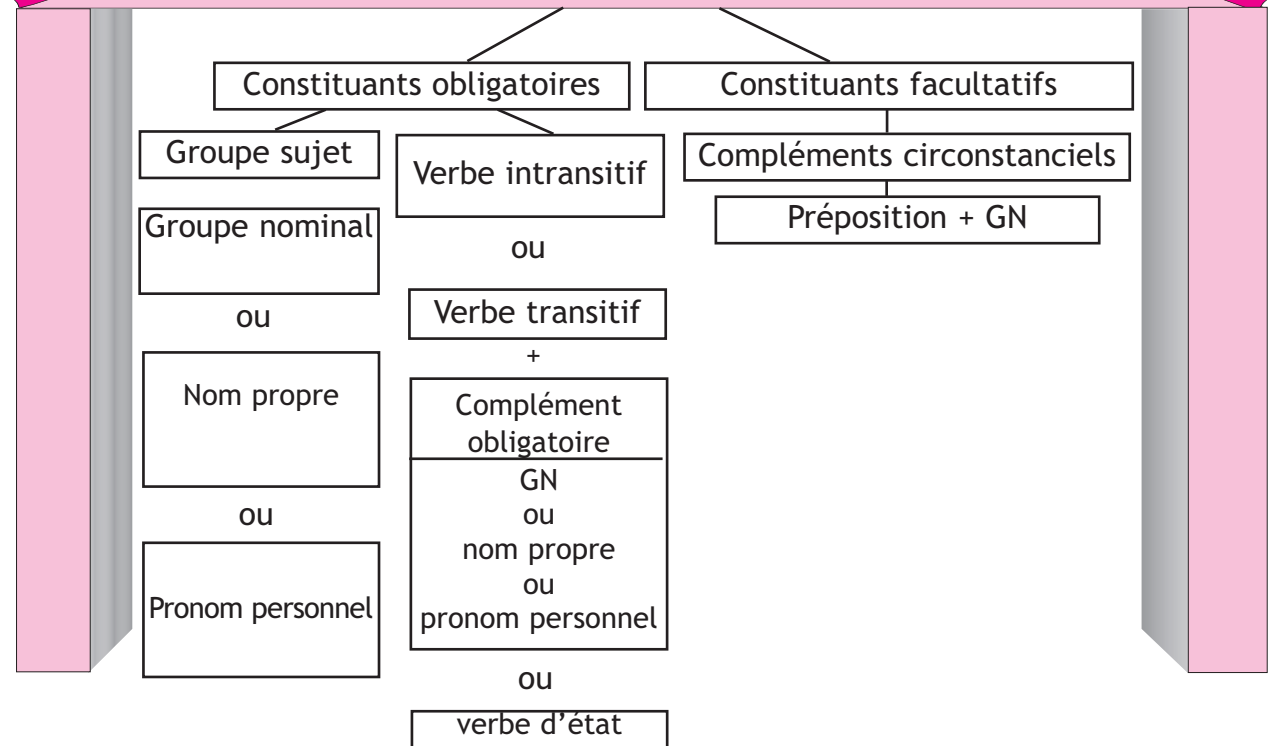 Constituants obligatoires
Constituants facultatifs
Groupe sujet
Verbe intransitif
Compléments circonstanciels
Groupe nominal
Préposition + GN
ou
ou
Verbe transitif
+
Nom propre
Complément
obligatoire
GN
ou
ou
nom propre
ou
Pronom personnel
pronom personnel
ou
verbe d’état